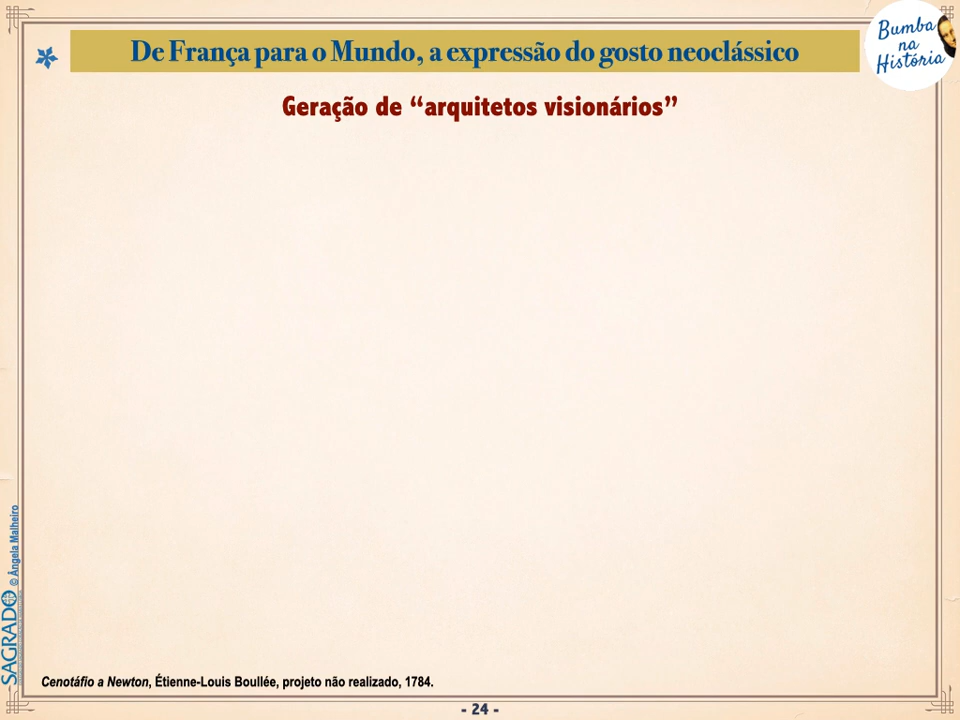 De França para o Mundo, a expressão do gosto neoclássico
Bumba
na
História
Geração de “arquitetos visionários”
© Ângela Malheiro
SAGRADO
Cenotáfio a Newton, Étienne-Louis Boullée, projeto não realizado, 1784.
- 24 -